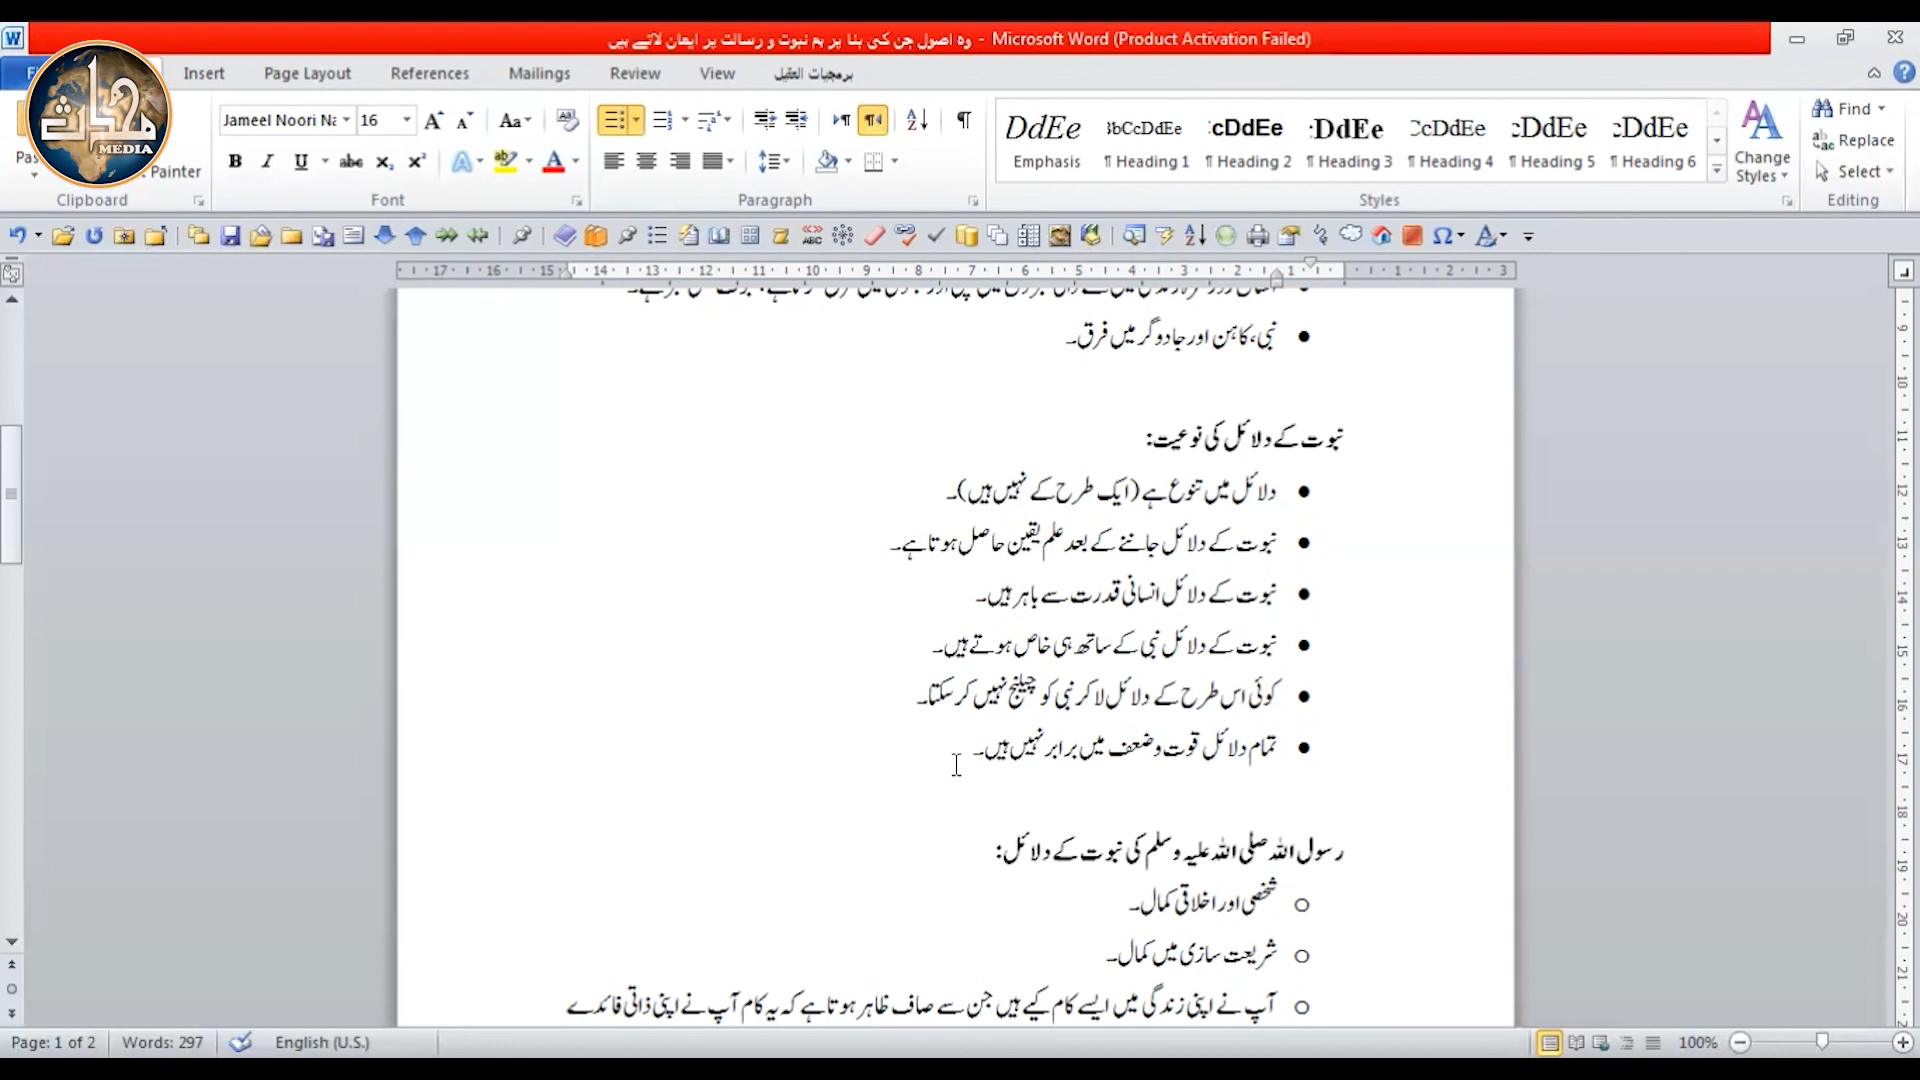 وہ اصول جن کی بنا پر ہم نبوت و رسالت پر ایمان لاتے ہیں - Microsoft Word (Product Activation Failed)
Insert Page Layout References Mailings Review View برمجيات العقيل
محدث
MEDIA
Jameel Noori Na 16
DdEe cDdEe DdEe cDdEe cDdEe cDdEe
Emphasis ¶ Heading 1 ¶ Heading 2 ¶ Heading 3 ¶ Heading 4 ¶ Heading 5 ¶ Heading 6
Change Styles
Find
Replace
Select
Painter
Clipboard Font Paragraph Styles Editing
نبی، کاہن اور جادوگر میں فرق۔
نبوت کے دلائل کی نوعیت:
دلائل میں تنوع ہے (ایک طرح کے نہیں ہیں)۔
نبوت کے دلائل جاننے کے بعد علم یقین حاصل ہوتا ہے۔
نبوت کے دلائل انسانی قدرت سے باہر ہیں۔
نبوت کے دلائل نبی کے ساتھ ہی خاص ہوتے ہیں۔
کوئی اس طرح کے دلائل لا کر نبی کو چیلنج نہیں کر سکتا۔
تمام دلائل قوت وضعف میں برابر نہیں ہیں۔
رسول اللہ صلی اللہ علیہ وسلم کی نبوت کے دلائل:
شخصی اور اخلاقی کمال۔
شریعت سازی میں کمال۔
آپ نے اپنی زندگی میں ایسے کام کیے ہیں جن سے صاف ظاہر ہوتا ہے کہ یہ کام آپ نے اپنی ذاتی فائدے
Page: 1 of 2 Words: 297 English (U.S.) 100%